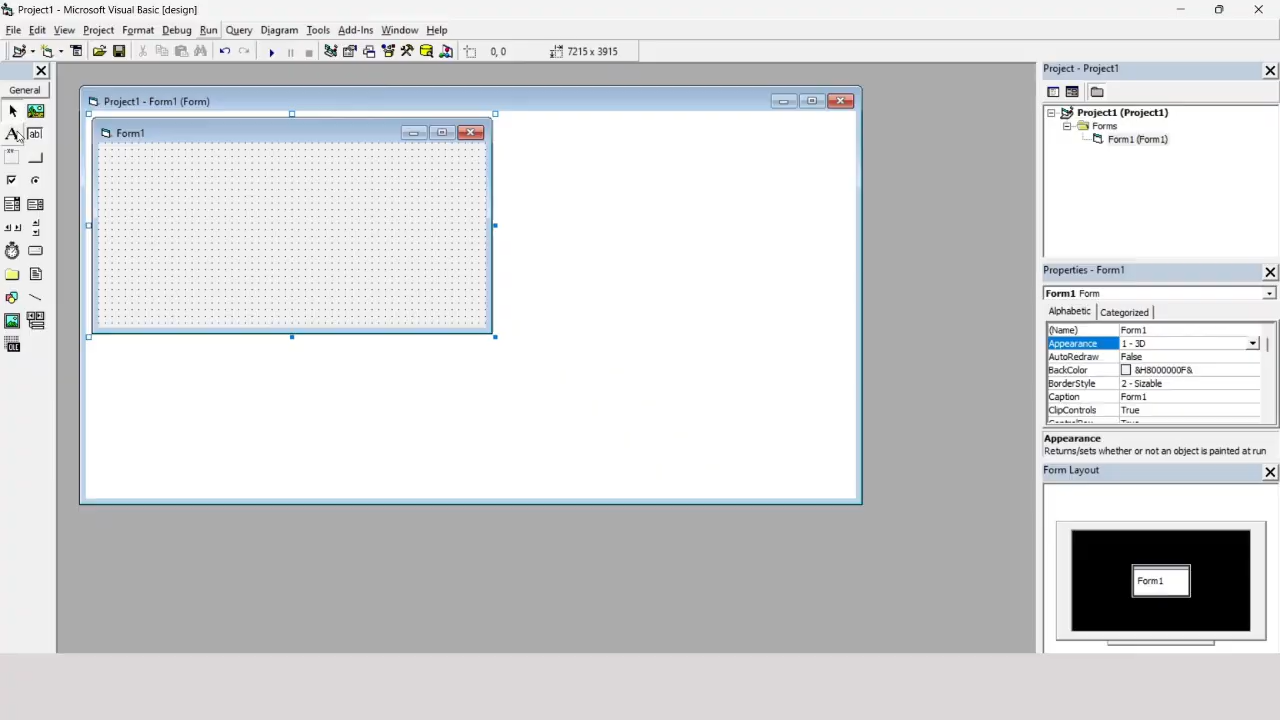 Project1 - Microsoft Visual Basic [design]
File Edit View Project Format Debug Run Query Diagram Tools Add-Ins Window Help
0, 0 7215 x 3915
General
A ab|
Project1 - Form1 (Form)
Form1
Project - Project1
Project1 (Project1)
Forms
Form1 (Form1)
Properties - Form1
Form1 Form
Alphabetic Categorized
(Name) Form1
Appearance 1 - 3D
AutoRedraw False
BackColor &H8000000F&
BorderStyle 2 - Sizable
Caption Form1
ClipControls True
Appearance
Returns/sets whether or not an object is painted at run
Form Layout
Form1